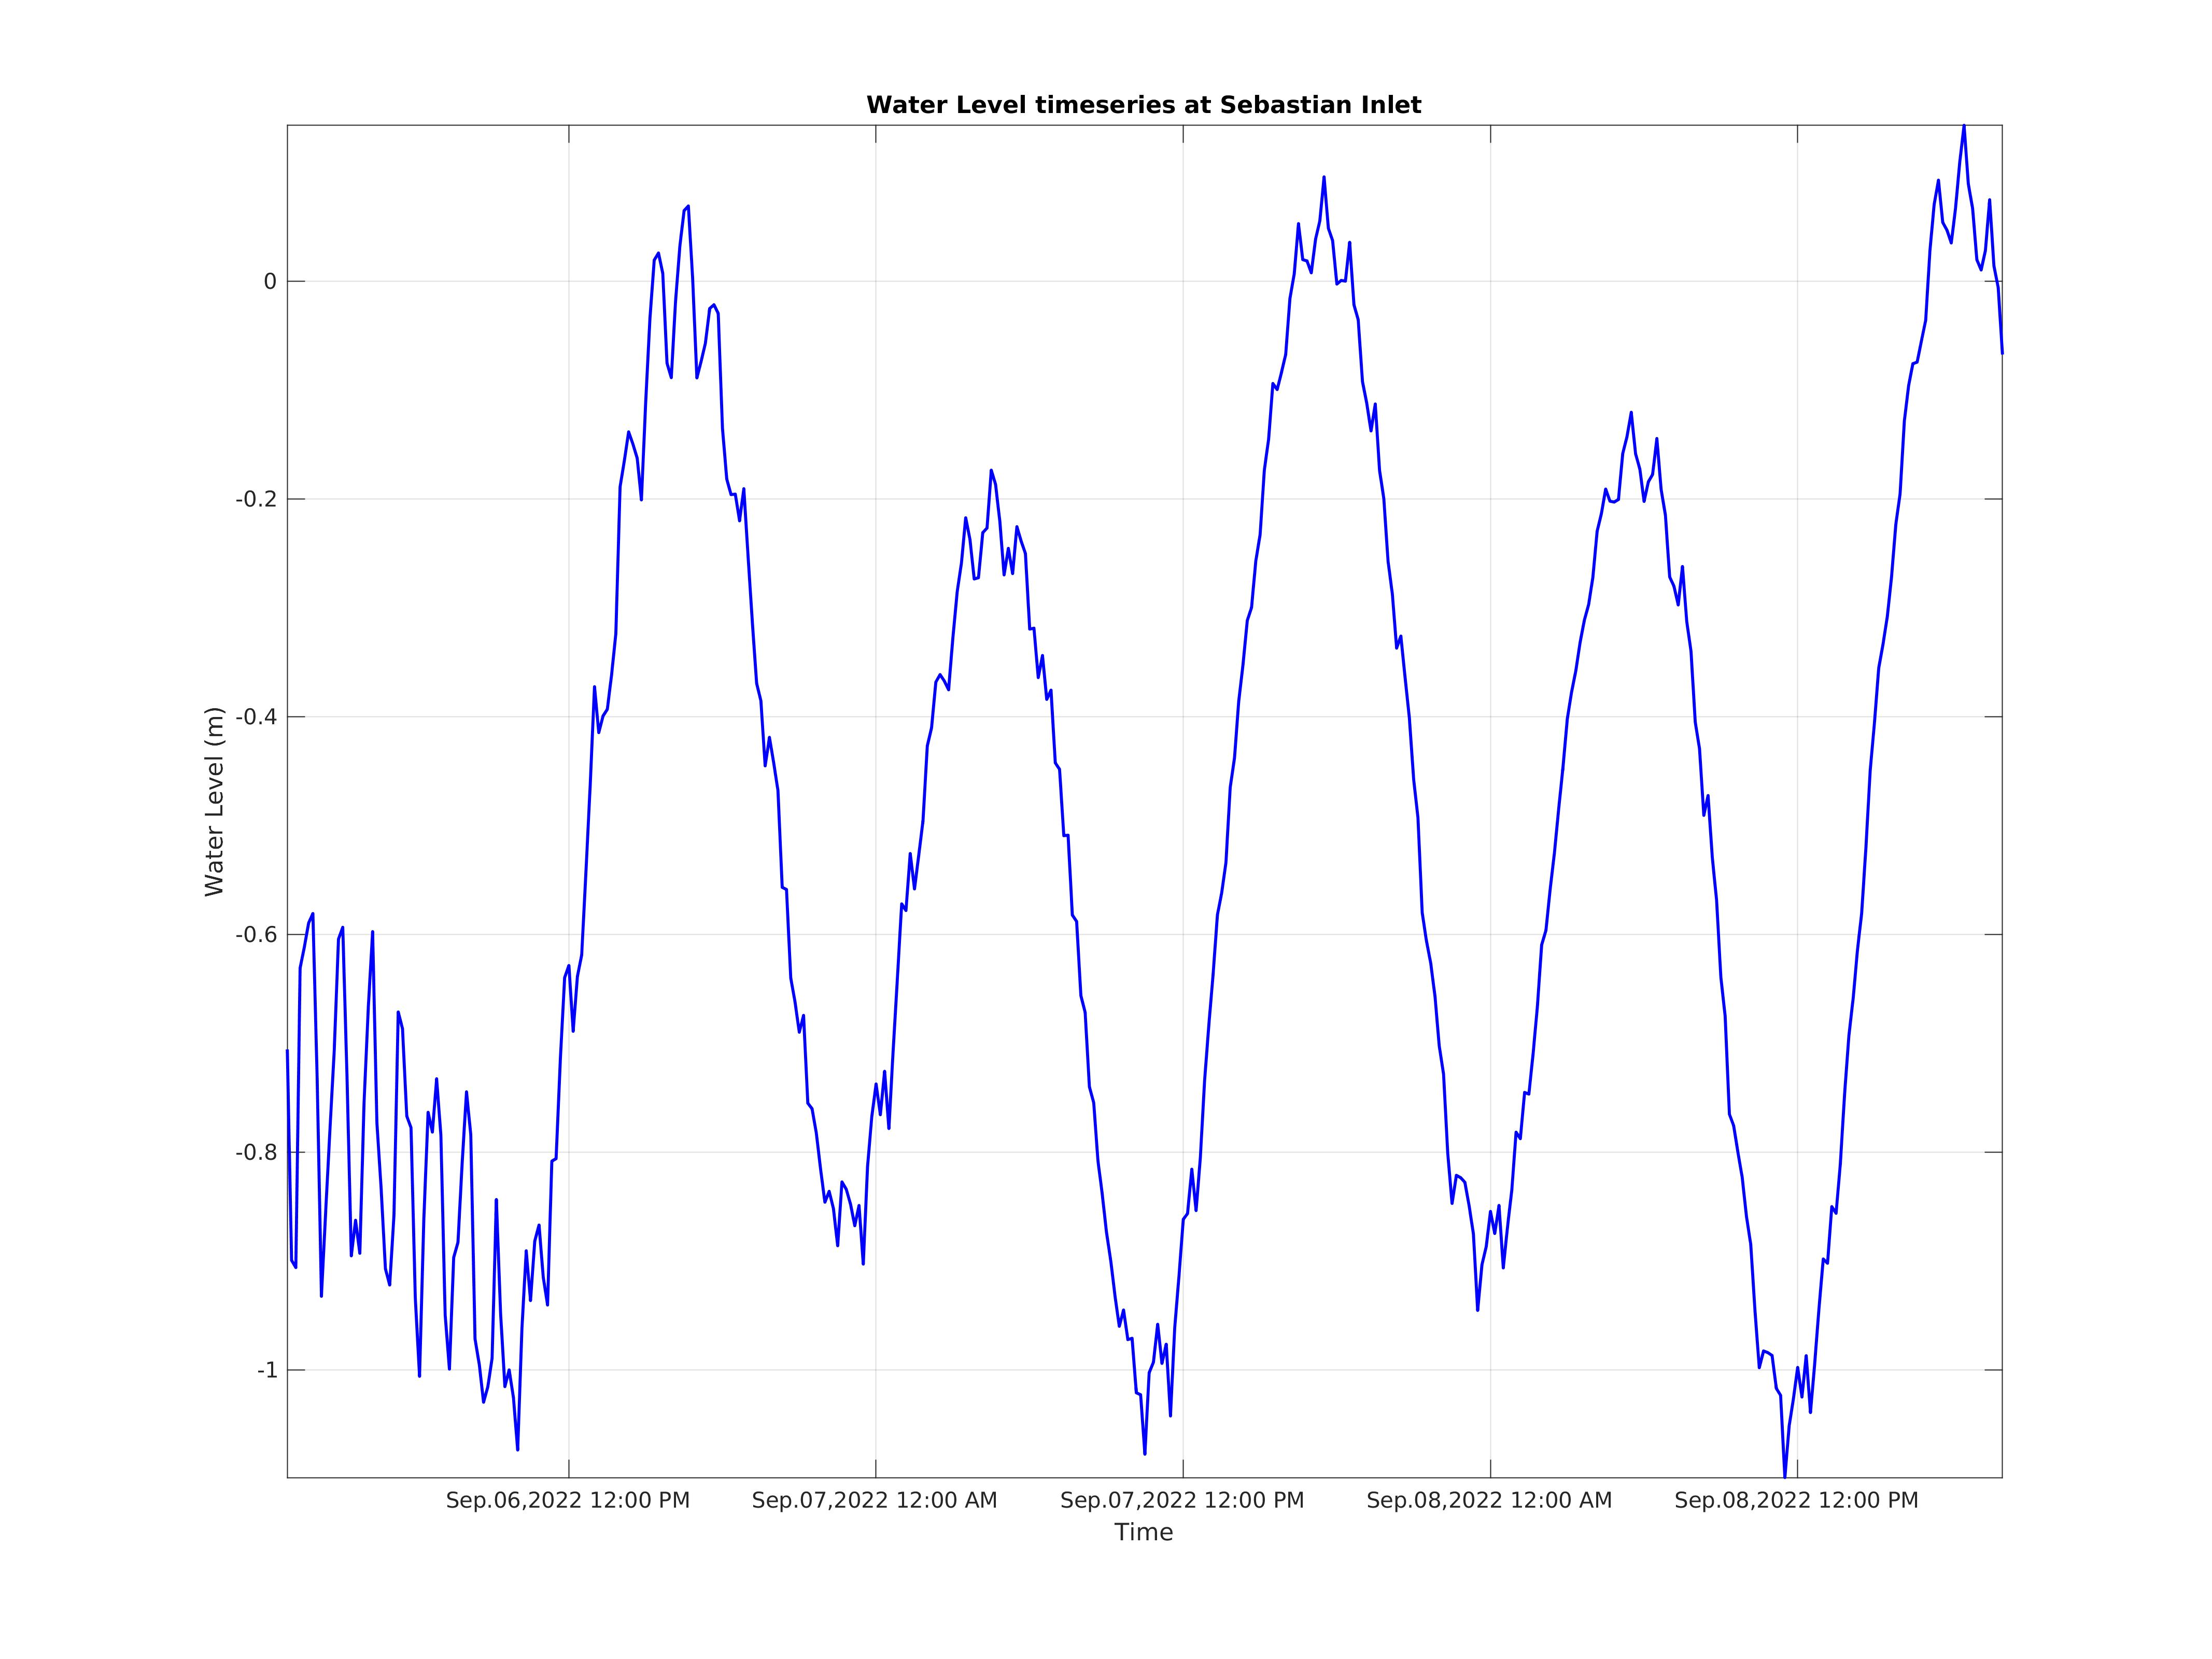 Water Level timeseries at Sebastian Inlet
0
-0.2
-0.4
-0.6
-0.8
-1
Water Level (m)
Sep.06,2022 12:00 PM
Sep.07,2022 12:00 AM
Sep.07,2022 12:00 PM
Sep.08,2022 12:00 AM
Sep.08,2022 12:00 PM
Time